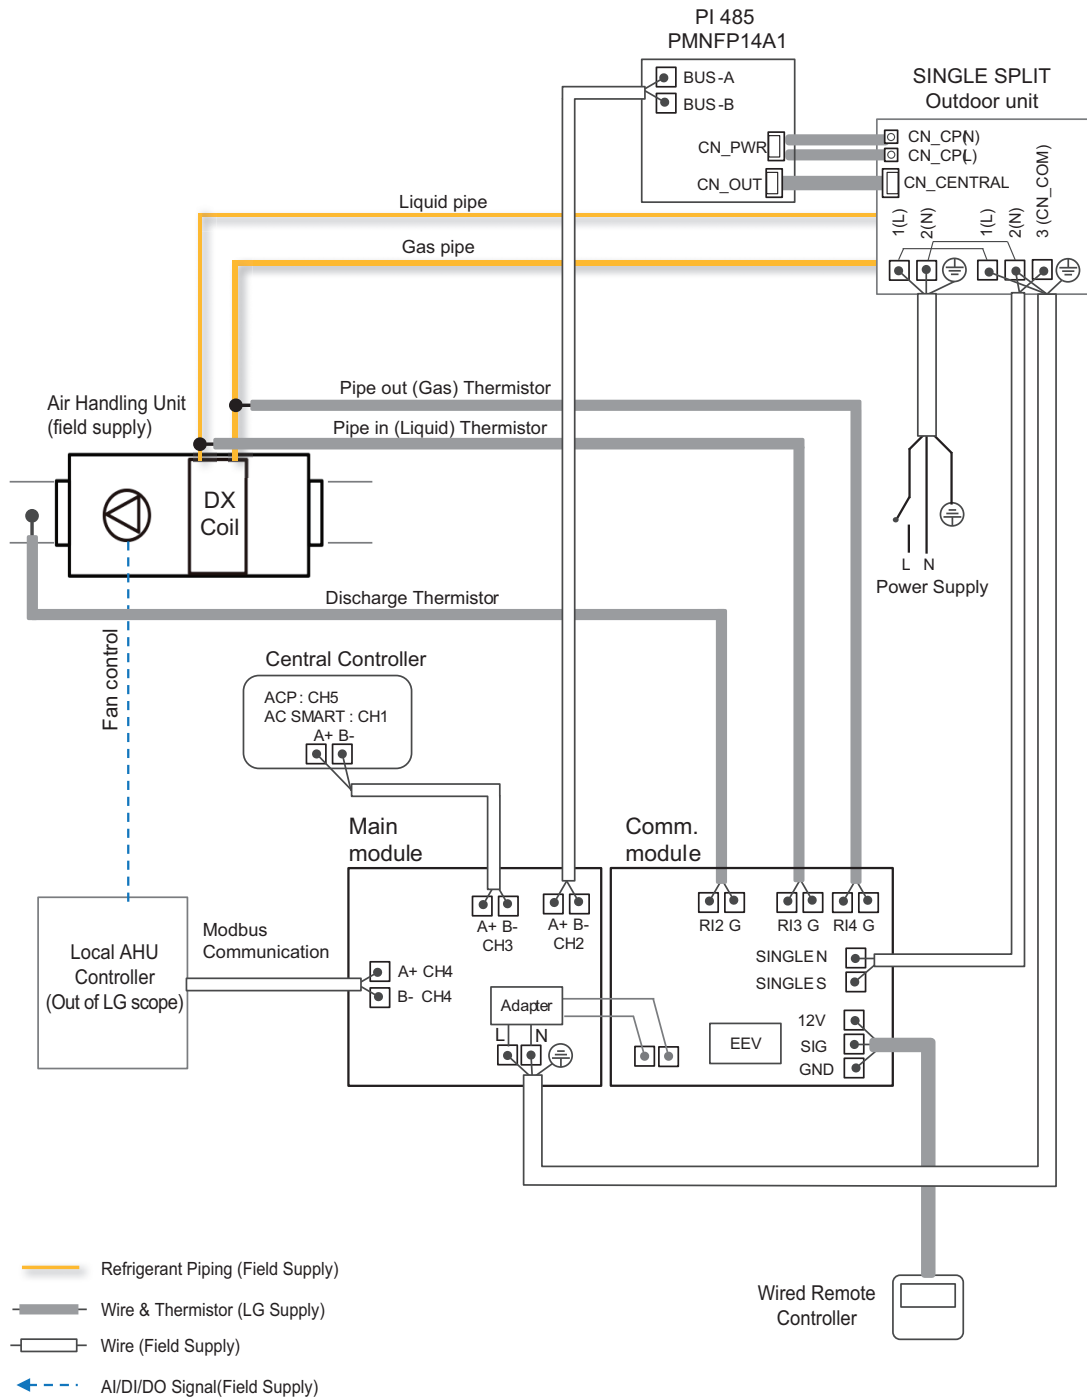 PI 485
PMNFP14A1
BUS-A
BUS-B
CN_PWR
CN_OUT
SINGLE SPLIT
Outdoor unit
CN_CP(N)
CN_CP(L)
CN_CENTRAL
1(L)
2(N)
1(L)
2(N)
3 (CN_COM)
Liquid pipe
Gas pipe
Pipe out (Gas) Thermistor
Pipe in (Liquid) Thermistor
Air Handling Unit
(field supply)
DX
Coil
L N
Power Supply
Discharge Thermistor
Fan control
Central Controller
ACP : CH5
AC SMART : CH1
A+ B-
Main
module
Comm.
module
A+ B-
CH3
A+ B-
CH2
RI2 G
RI3 G
RI4 G
Local AHU
Controller
(Out of LG scope)
Modbus
Communication
A+ CH4
B- CH4
Adapter
L N
SINGLE N
SINGLE S
12V
SIG
GND
EEV
Wired Remote
Controller
Refrigerant Piping (Field Supply)
Wire & Thermistor (LG Supply)
Wire (Field Supply)
AI/DI/DO Signal(Field Supply)